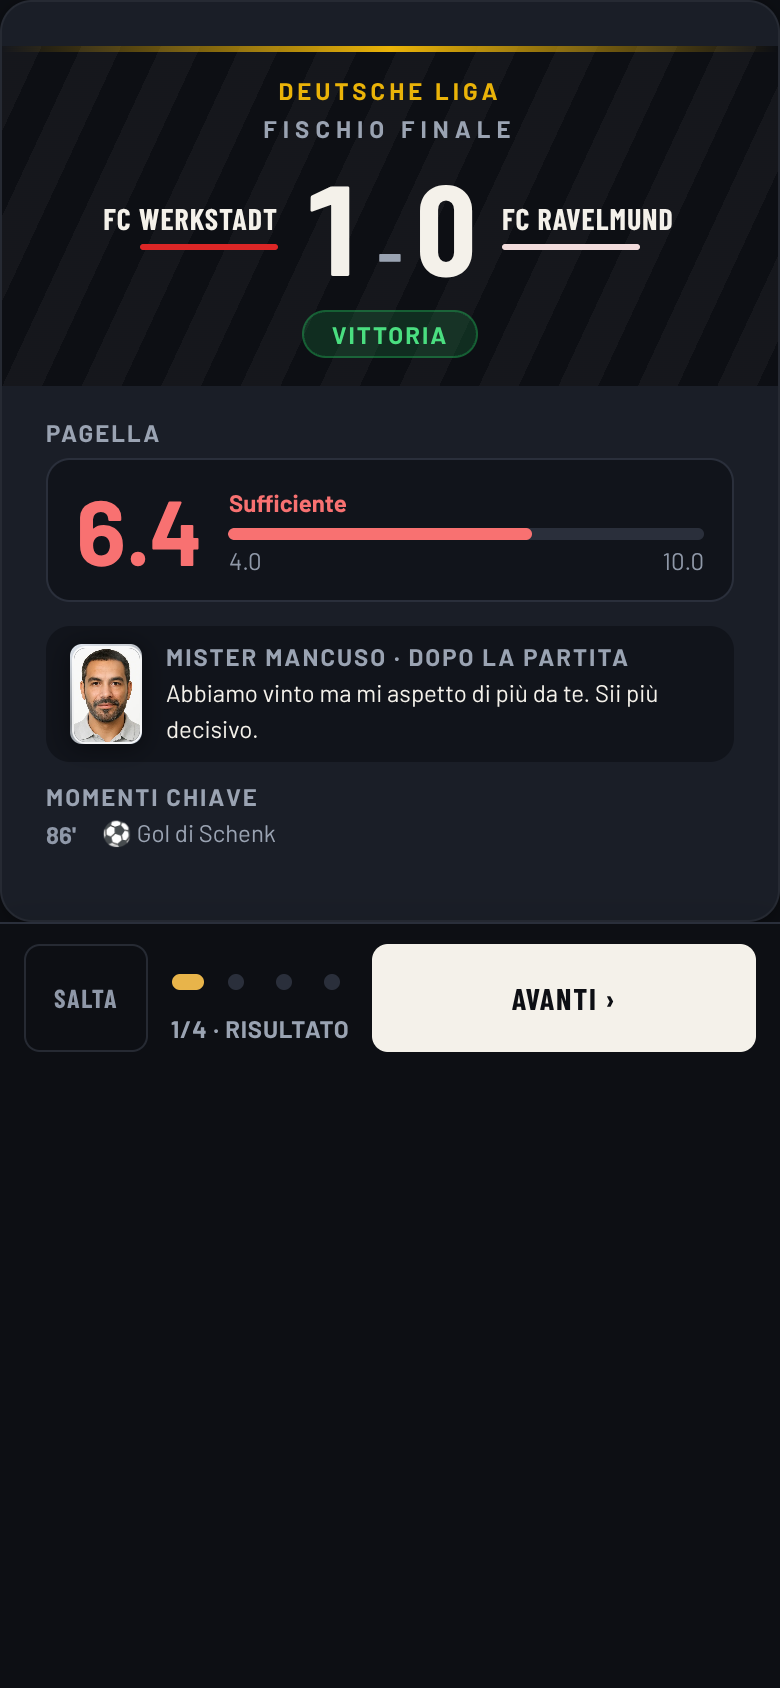 DEUTSCHE LIGA
FISCHIO FINALE
FC WERKSTADT 1 - 0 FC RAVELMUND
VITTORIA
PAGELLA
6.4
Sufficiente
4.0 10.0
MISTER MANCUSO · DOPO LA PARTITA
Abbiamo vinto ma mi aspetto di più da te. Sii più
decisivo.
MOMENTI CHIAVE
86' ⚽ Gol di Schenk
SALTA
1/4 · RISULTATO
AVANTI ›